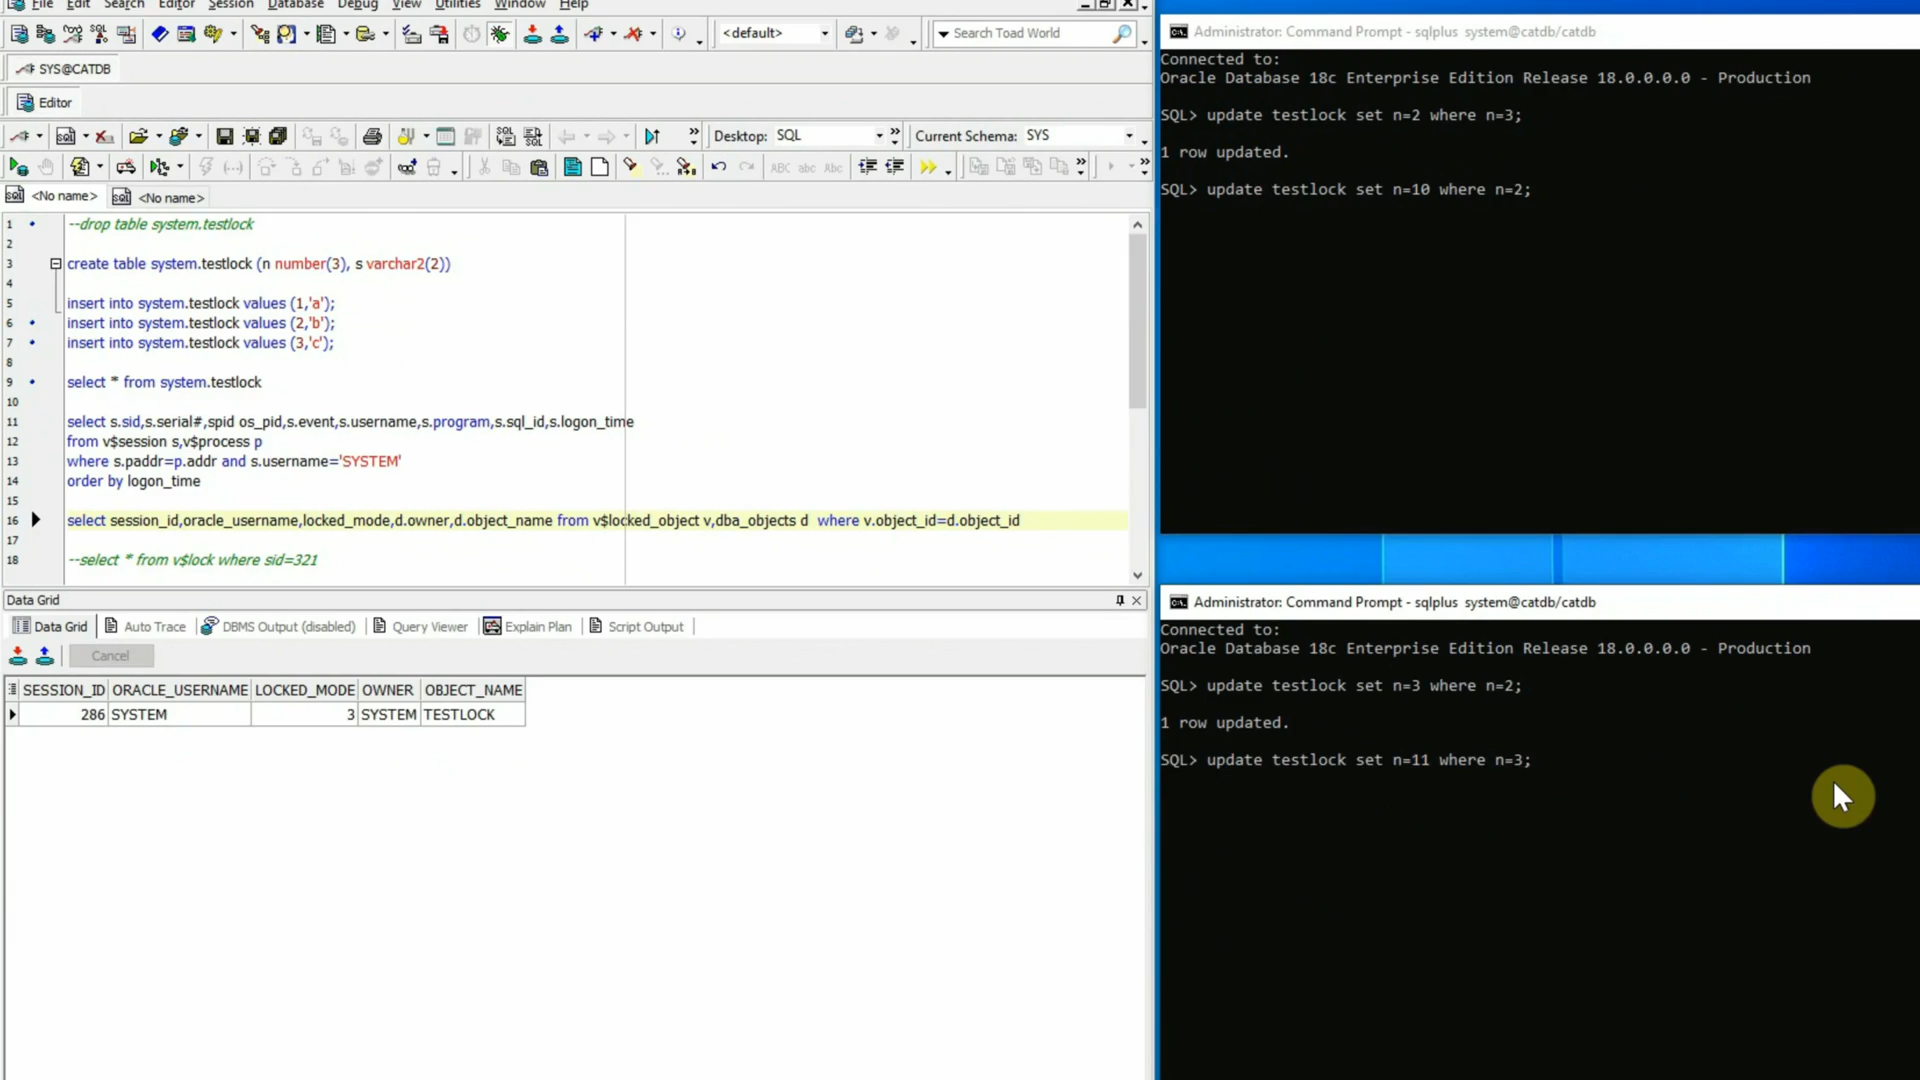 File Edit Search Editor Session Database Debug View Utilities Window Help
<default>
Search Toad World
SYS@CATDB
Editor
Desktop: SQL
Current Schema: SYS
<No name>
<No name>
1 --drop table system.testlock
2
3 create table system.testlock (n number(3), s varchar2(2))
4
5 insert into system.testlock values (1,'a');
6 insert into system.testlock values (2,'b');
7 insert into system.testlock values (3,'c');
8
9 select * from system.testlock
10
11 select s.sid,s.serial#,spid os_pid,s.event,s.username,s.program,s.sql_id,s.logon_time
12 from v$session s,v$process p
13 where s.paddr=p.addr and s.username='SYSTEM'
14 order by logon_time
15
16 select session_id,oracle_username,locked_mode,d.owner,d.object_name from v$locked_object v,dba_objects d  where v.object_id=d.object_id
17
18 --select * from v$lock where sid=321
Data Grid
Data Grid Auto Trace DBMS Output (disabled) Query Viewer Explain Plan Script Output
Cancel
SESSION_ID ORACLE_USERNAME LOCKED_MODE OWNER OBJECT_NAME
286 SYSTEM 3 SYSTEM TESTLOCK
Administrator: Command Prompt - sqlplus  system@catdb/catdb
Connected to:
Oracle Database 18c Enterprise Edition Release 18.0.0.0.0 - Production
SQL> update testlock set n=2 where n=3;
1 row updated.
SQL> update testlock set n=10 where n=2;
Administrator: Command Prompt - sqlplus  system@catdb/catdb
Connected to:
Oracle Database 18c Enterprise Edition Release 18.0.0.0.0 - Production
SQL> update testlock set n=3 where n=2;
1 row updated.
SQL> update testlock set n=11 where n=3;